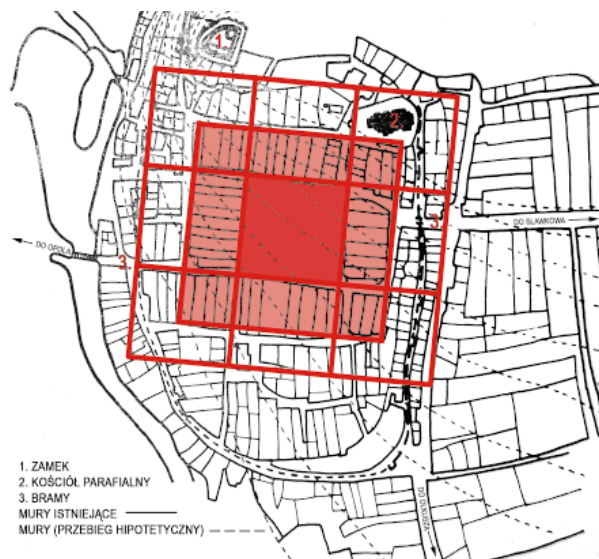 1.
2.
DO SŁAWKOWA
3.
DO OPOLA
3.
1. ZAMEK
2. KOŚCIÓŁ PARAFIALNY
3. BRAMY
MURY ISTNIEJĄCE
MURY (PRZEBIEG HIPOTETYCZNY)
DO OLKUSZA